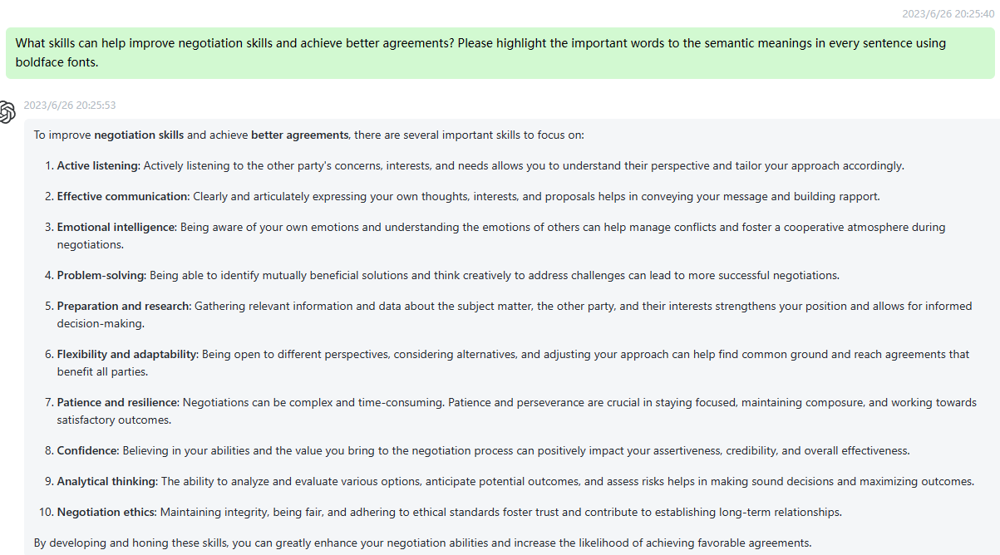 2023/6/26 20:25:40
What skills can help improve negotiation skills and achieve better agreements? Please highlight the important words to the semantic meanings in every sentence using
boldface fonts.
2023/6/26 20:25:53
To improve negotiation skills and achieve better agreements, there are several important skills to focus on:
1. Active listening: Actively listening to the other party's concerns, interests, and needs allows you to understand their perspective and tailor your approach accordingly.
2. Effective communication: Clearly and articulately expressing your own thoughts, interests, and proposals helps in conveying your message and building rapport.
3. Emotional intelligence: Being aware of your own emotions and understanding the emotions of others can help manage conflicts and foster a cooperative atmosphere during
negotiations.
4. Problem-solving: Being able to identify mutually beneficial solutions and think creatively to address challenges can lead to more successful negotiations.
5. Preparation and research: Gathering relevant information and data about the subject matter, the other party, and their interests strengthens your position and allows for informed
decision-making.
6. Flexibility and adaptability: Being open to different perspectives, considering alternatives, and adjusting your approach can help find common ground and reach agreements that
benefit all parties.
7. Patience and resilience: Negotiations can be complex and time-consuming. Patience and perseverance are crucial in staying focused, maintaining composure, and working towards
satisfactory outcomes.
8. Confidence: Believing in your abilities and the value you bring to the negotiation process can positively impact your assertiveness, credibility, and overall effectiveness.
9. Analytical thinking: The ability to analyze and evaluate various options, anticipate potential outcomes, and assess risks helps in making sound decisions and maximizing outcomes.
10. Negotiation ethics: Maintaining integrity, being fair, and adhering to ethical standards foster trust and contribute to establishing long-term relationships.
By developing and honing these skills, you can greatly enhance your negotiation abilities and increase the likelihood of achieving favorable agreements.